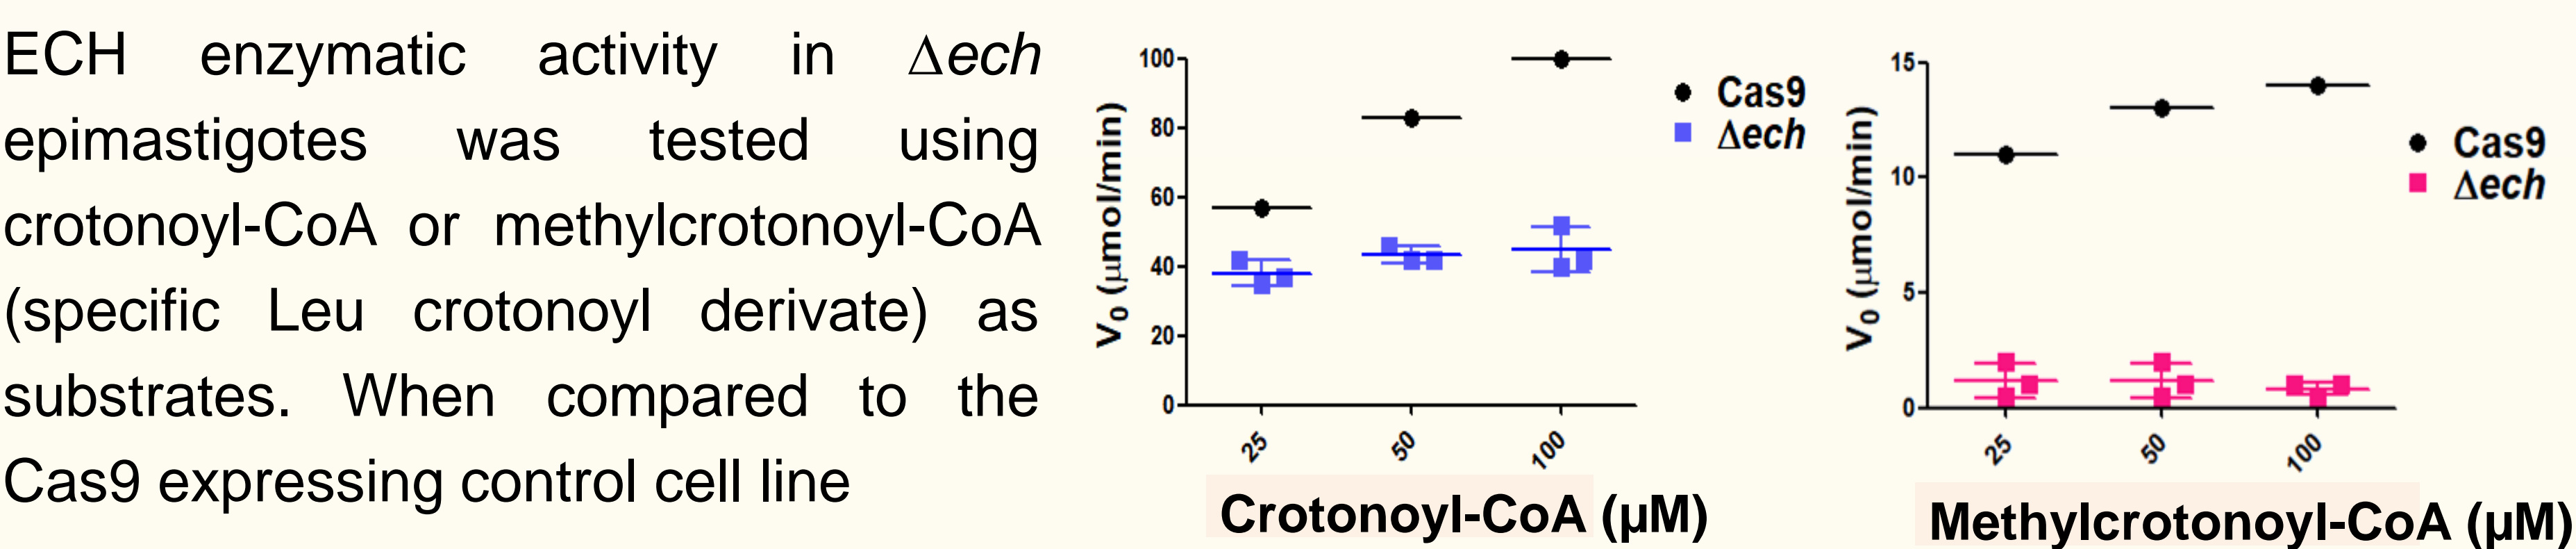 ECH enzymatic activity in Δech
epimastigotes was tested using
crotonoyl-CoA or methylcrotonoyl-CoA
(specific Leu crotonoyl derivate) as
substrates. When compared to the
Cas9 expressing control cell line
V₀ (μmol/min)
100
80
60
40
20
0
25
50
100
Crotonoyl-CoA (μM)
Cas9
Δech
V₀ (μmol/min)
15
10
5
0
25
50
100
Methylcrotonoyl-CoA (μM)
Cas9
Δech